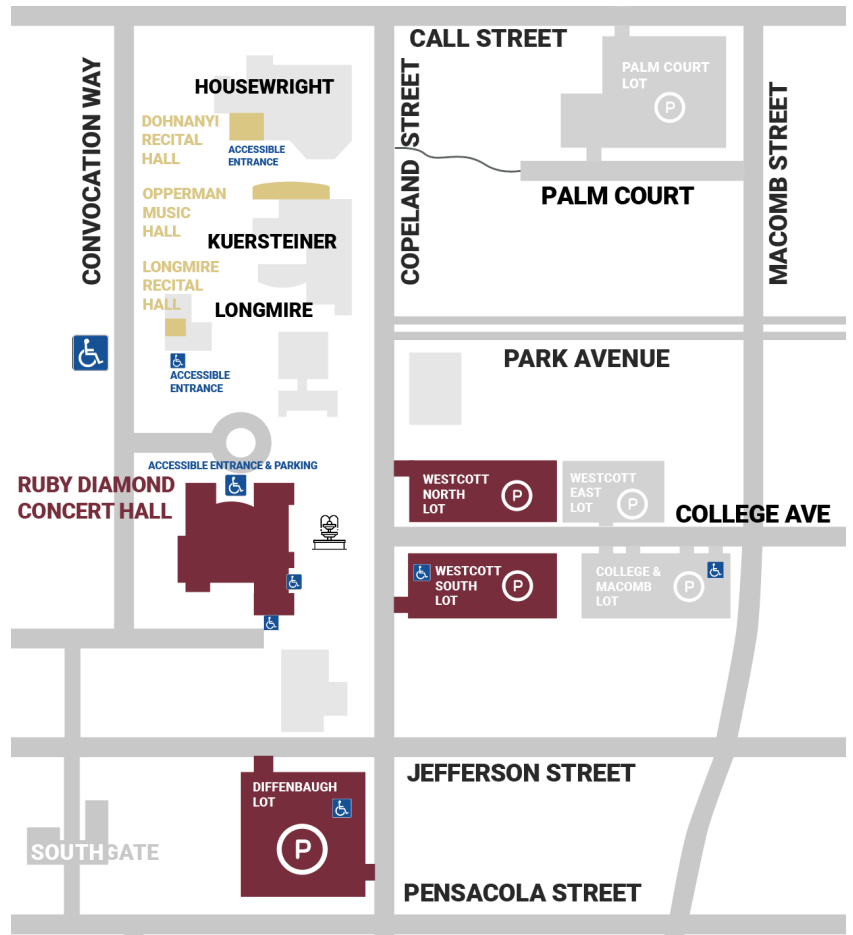 CALL STREET
CONVOCATION WAY
HOUSEWRIGHT
COPELAND STREET
PALM COURT
LOT
P
MACOMB STREET
DOHNANYI
RECITAL
HALL
ACCESSIBLE
ENTRANCE
PALM COURT
OPPERMAN
MUSIC
HALL
KUERSTEINER
LONGMIRE
RECITAL
HALL
LONGMIRE
PARK AVENUE
ACCESSIBLE
ENTRANCE
ACCESSIBLE ENTRANCE & PARKING
RUBY DIAMOND
CONCERT HALL
WESTCOTT
NORTH
LOT
P
WESTCOTT
EAST
LOT
P
COLLEGE AVE
WESTCOTT
SOUTH
LOT
P
COLLEGE &
MACOMB
LOT
P
JEFFERSON STREET
DIFFENBAUGH
LOT
P
SOUTHGATE
PENSACOLA STREET